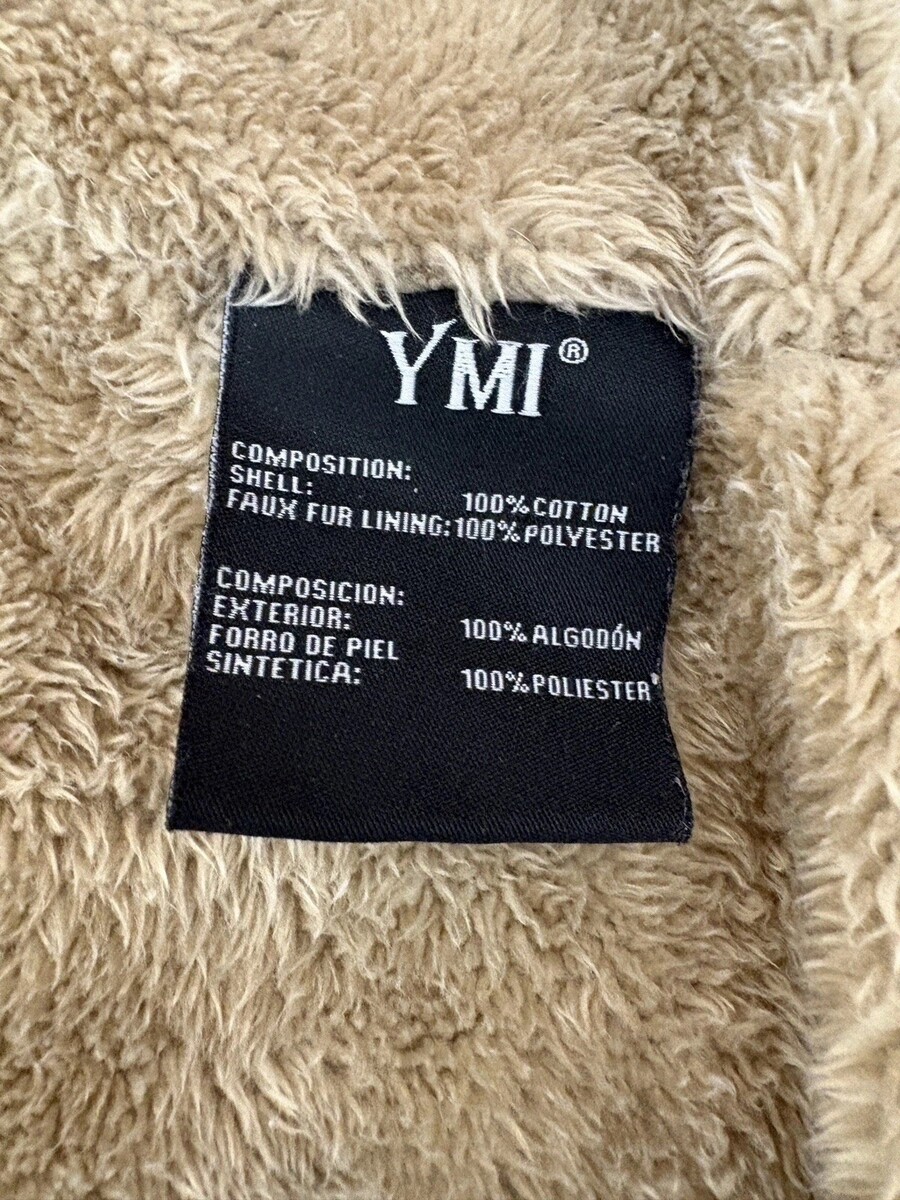 YMI®
COMPOSITION:
SHELL: 100% COTTON
FAUX FUR LINING: 100% POLYESTER
COMPOSICION:
EXTERIOR: 100% ALGODÓN
FORRO DE PIEL
SINTETICA: 100% POLIESTER